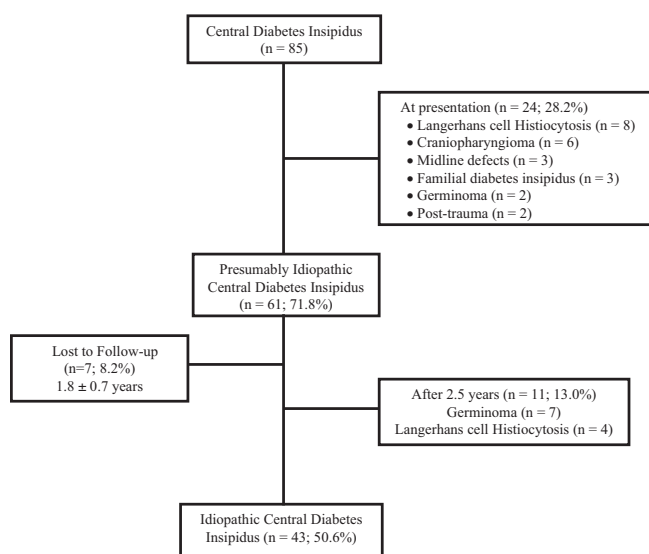 Central Diabetes Insipidus
(n = 85)
At presentation (n = 24; 28.2%)
• Langerhans cell Histiocytosis (n = 8)
• Craniopharyngioma (n = 6)
• Midline defects (n = 3)
• Familial diabetes insipidus (n = 3)
• Germinoma (n = 2)
• Post-trauma (n = 2)
Presumably Idiopathic
Central Diabetes Insipidus
(n = 61; 71.8%)
Lost to Follow-up
(n=7; 8.2%)
1.8 ± 0.7 years
After 2.5 years (n = 11; 13.0%)
Germinoma (n = 7)
Langerhans cell Histiocytosis (n = 4)
Idiopathic Central Diabetes
Insipidus (n = 43; 50.6%)